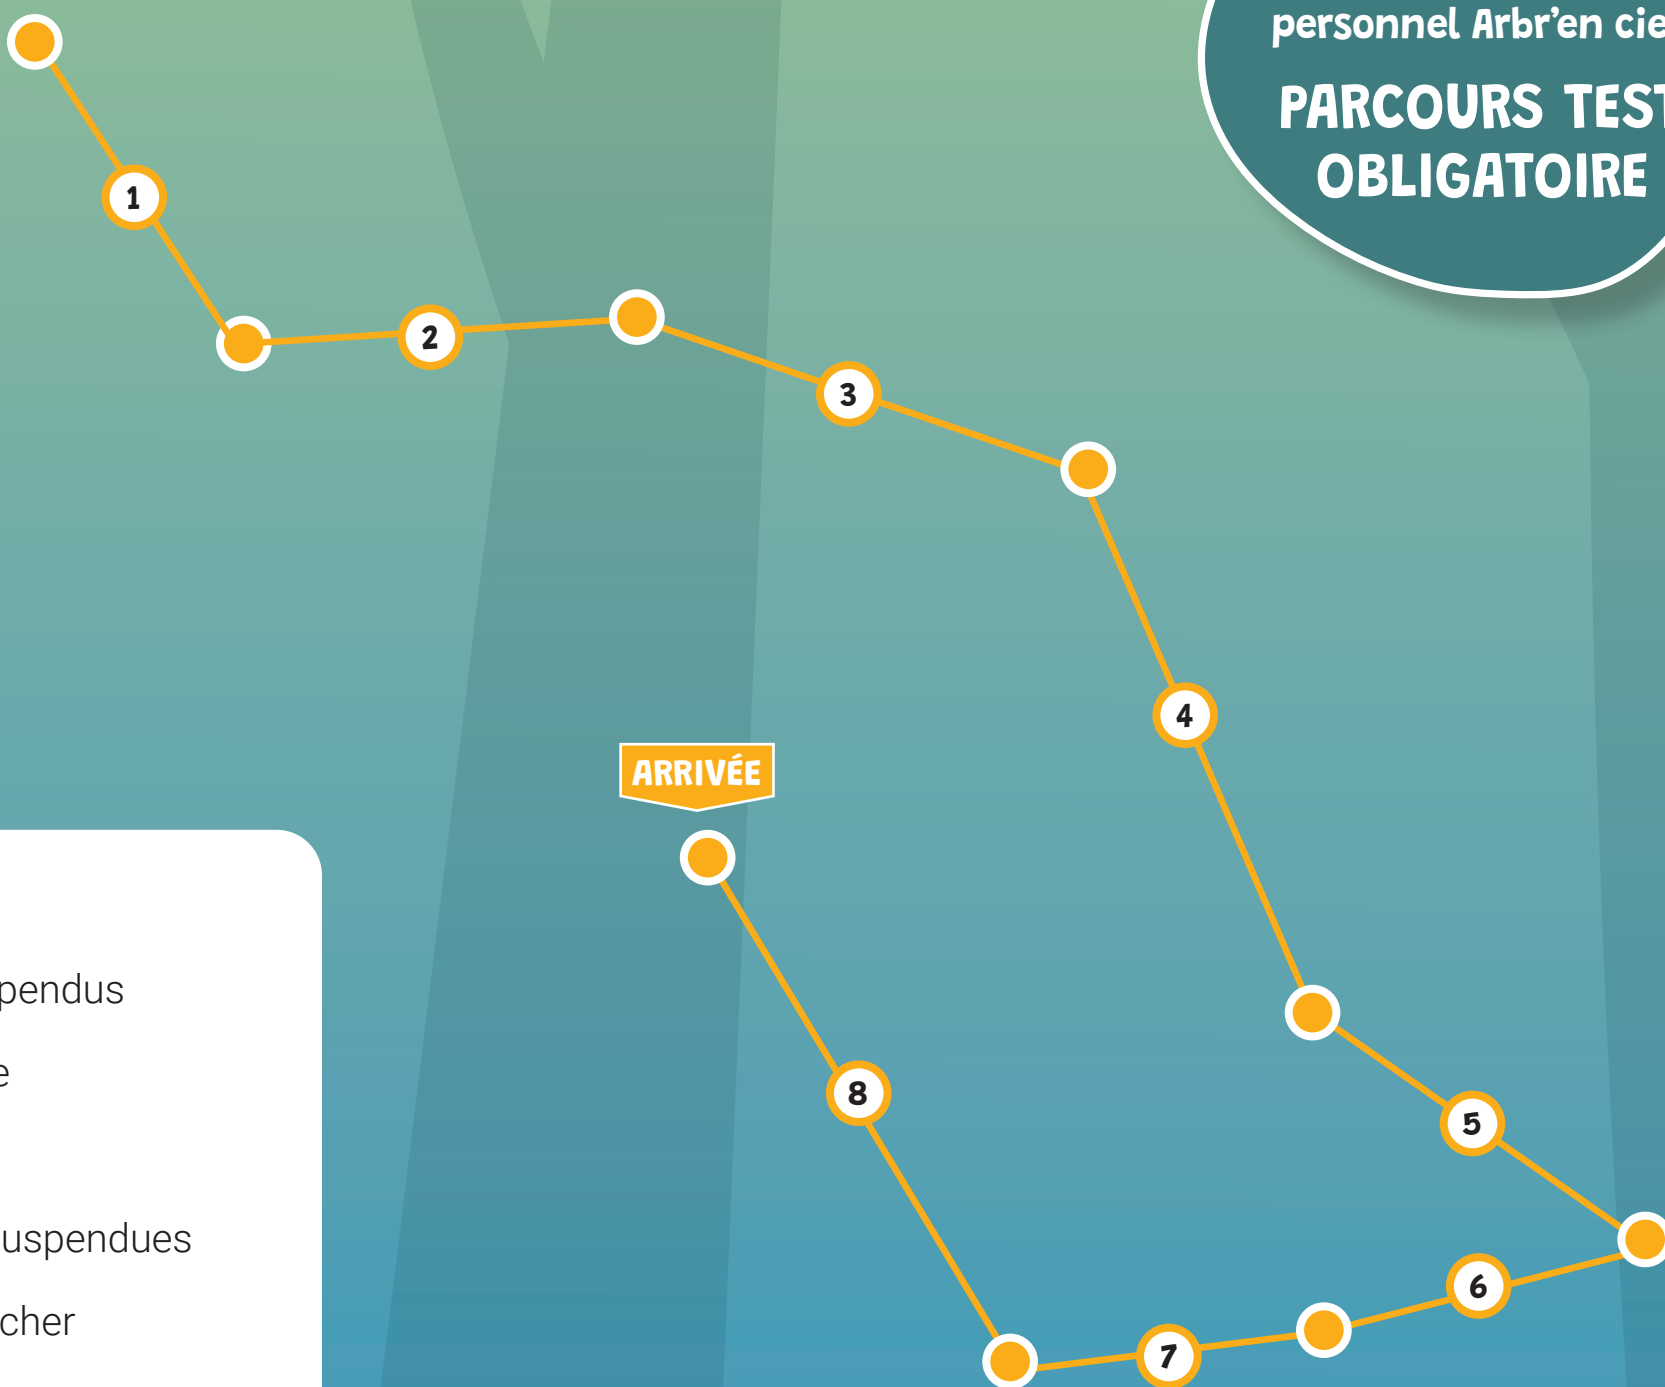 personnel Arbr'en cie
PARCOURS TEST
OBLIGATOIRE
1
2
3
4
ARRIVÉE
pendus
e
8
5
uspendues
6
cher
7